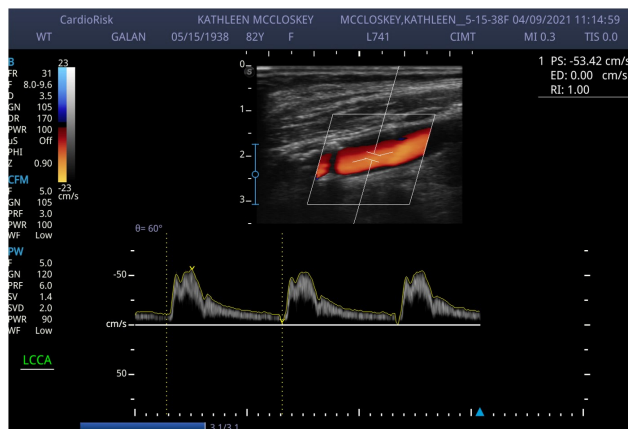 CardioRisk KATHLEEN MCCLOSKEY MCCLOSKEY,KATHLEEN__5-15-38F 04/09/2021 11:14:59
WT GALAN 05/15/1938 82Y F L741 CIMT MI 0.3 TIS 0.0
B
FR 31
F 8.0-9.6
D 3.5
GN 105
DR 170
PWR 100
µS Off
PHI
Z 0.90
CFM
F 5.0
GN 105
PRF 3.0
PWR 100
WF Low
PW
F 5.0
GN 120
PRF 6.0
SV 1.4
SVD 2.0
PWR 90
WF Low
LCCA
23
-23
cm/s
0
S
1
2
3
1 PS: -53.42 cm/s
ED: 0.00 cm/s
RI: 1.00
θ= 60°
-50
cm/s
50
3.1/3.1